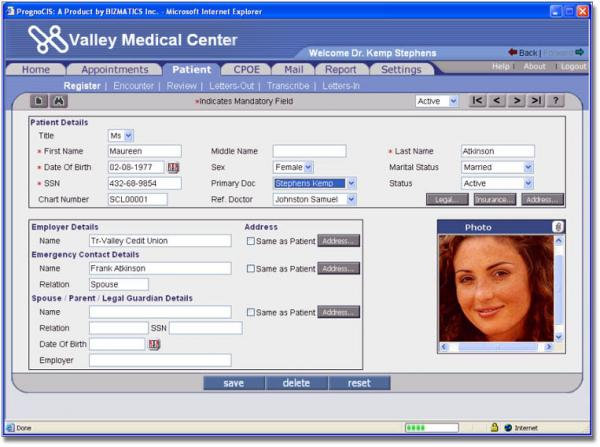 PrognoCIS: A Product by BIZMATICS Inc. - Microsoft Internet Explorer
Valley Medical Center
Welcome Dr. Kemp Stephens
Back | Forward
Home Appointments Patient CPOE Mail Report Settings Help | About | Logout
Register | Encounter | Review | Letters-Out | Transcribe | Letters-In
*Indicates Mandatory Field Active |< < > >| ?
Patient Details
Title Ms
* First Name Maureen Middle Name * Last Name Atkinson
* Date Of Birth 02-08-1977 Sex Female Marital Status Married
* SSN 432-68-9854 Primary Doc Stephens Kemp Status Active
Chart Number SCL00001 Ref. Doctor Johnston Samuel Legal... Insurance... Address...
Employer Details Address
Name Tr-Valley Cedit Union Same as Patient Address...
Emergency Contact Details
Name Frank Atkinson Same as Patient Address...
Relation Spouse
Spouse / Parent / Legal Guardian Details
Name Same as Patient Address...
Relation SSN
Date Of Birth
Employer
Photo
save delete reset
Done Internet